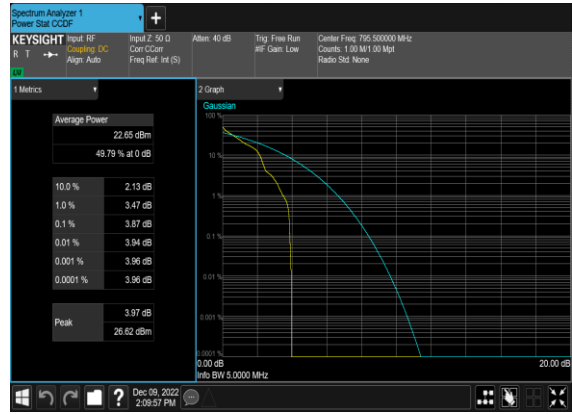 Spectrum Analyzer 1
Power Stat CCDF
KEYSIGHT
R T
Input: RF
Coupling: DC
Align: Auto
Input Z: 50 Ω
Corr CCorr
Freq Ref: Int (S)
Atten: 40 dB
Trig: Free Run
#IF Gain: Low
Center Freq: 795.500000 MHz
Counts: 1.00 M/1.00 Mpt
Radio Std: None
1 Metrics
Average Power
22.65 dBm
49.79 % at 0 dB
10.0 % 2.13 dB
1.0 % 3.47 dB
0.1 % 3.87 dB
0.01 % 3.94 dB
0.001 % 3.96 dB
0.0001 % 3.96 dB
Peak
3.97 dB
26.62 dBm
2 Graph
Gaussian
100 %
10 %
1 %
0.1 %
0.01 %
0.001 %
0.0001 %
0.00 dB
20.00 dB
Info BW 5.0000 MHz
Dec 09, 2022
2:09:57 PM